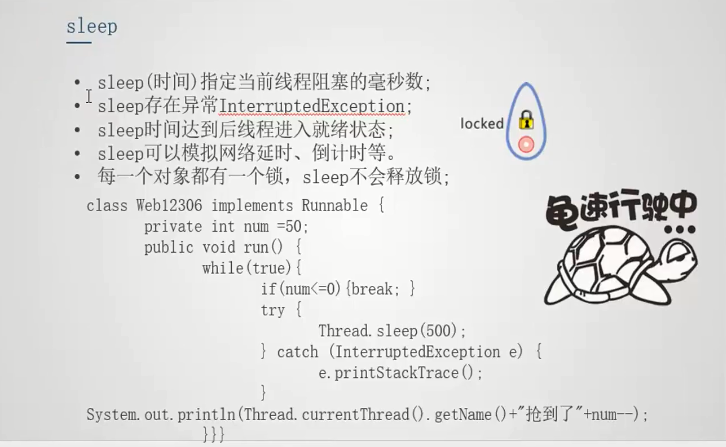 sleep
• sleep(时间)指定当前线程阻塞的毫秒数;
• sleep存在异常InterruptedException;
• sleep时间达到后线程进入就绪状态;
• sleep可以模拟网络延时、倒计时等。
• 每一个对象都有一个锁，sleep不会释放锁;
locked
龟速行驶中
class Web12306 implements Runnable {
private int num =50;
public void run() {
while(true){
if(num<=0){break; }
try {
Thread.sleep(500);
} catch (InterruptedException e) {
e.printStackTrace();
}
System.out.println(Thread.currentThread().getName()+"抢到了"+num--);
}}}